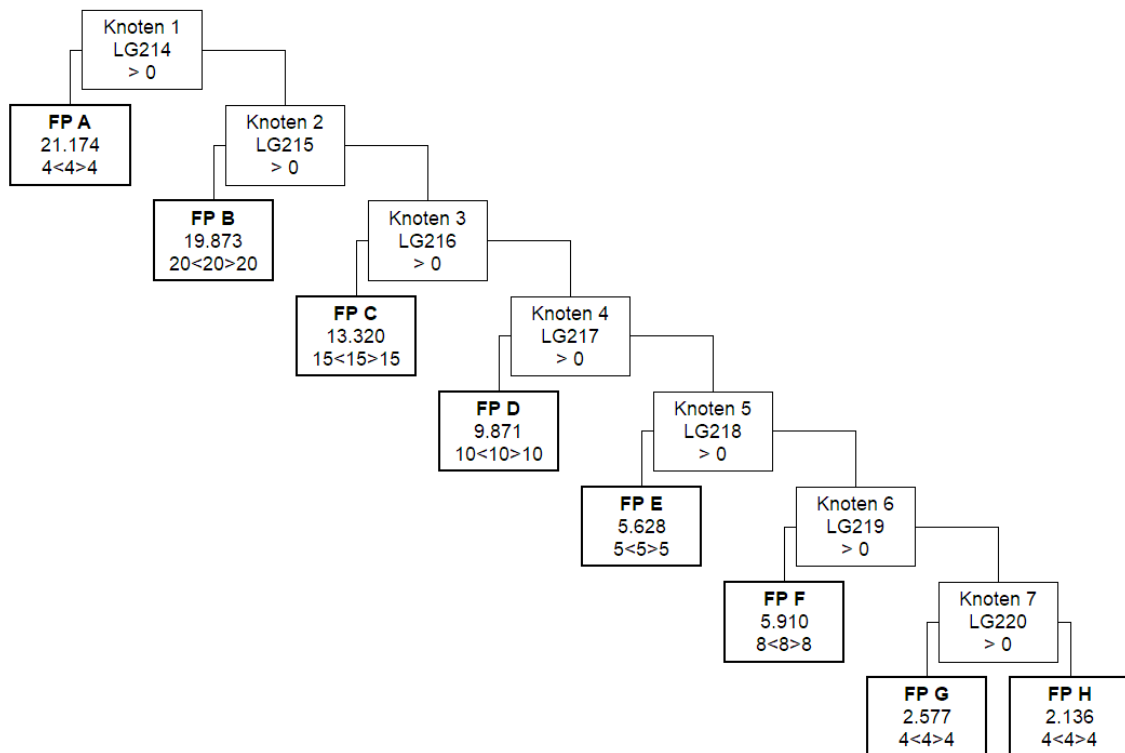 Knoten 1
LG214
> 0
FP A
21.174
4<4>4
Knoten 2
LG215
> 0
FP B
19.873
20<20>20
Knoten 3
LG216
> 0
FP C
13.320
15<15>15
Knoten 4
LG217
> 0
FP D
9.871
10<10>10
Knoten 5
LG218
> 0
FP E
5.628
5<5>5
Knoten 6
LG219
> 0
FP F
5.910
8<8>8
Knoten 7
LG220
> 0
FP G
2.577
4<4>4
FP H
2.136
4<4>4